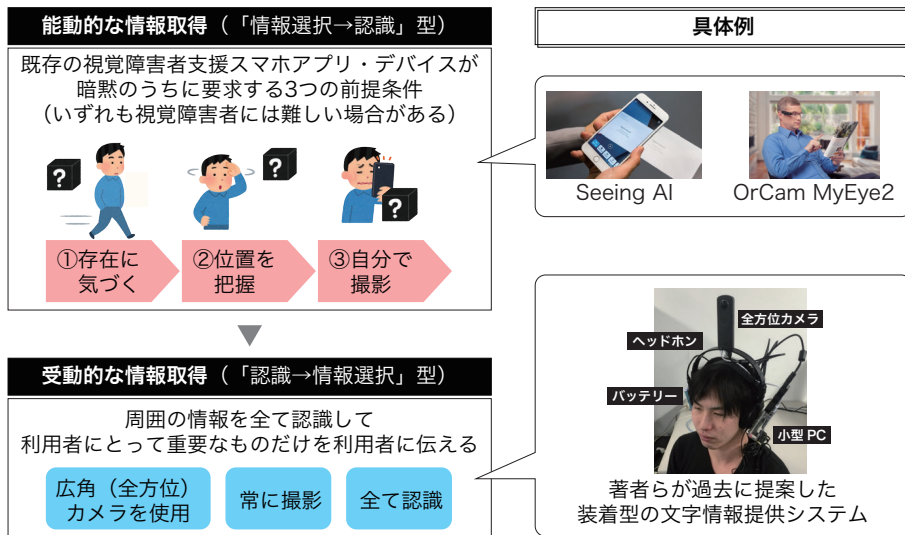 能動的な情報取得（「情報選択→認識」型）
既存の視覚障害者支援スマホアプリ・デバイスが
暗黙のうちに要求する3つの前提条件
（いずれも視覚障害者には難しい場合がある）
?
?
?
①存在に
気づく
②位置を
把握
③自分で
撮影
受動的な情報取得（「認識→情報選択」型）
周囲の情報を全て認識して
利用者にとって重要なものだけを利用者に伝える
広角（全方位）
カメラを使用
常に撮影
全て認識
具体例
Seeing AI
OrCam MyEye2
全方位カメラ
ヘッドホン
バッテリー
小型 PC
著者らが過去に提案した
装着型の文字情報提供システム